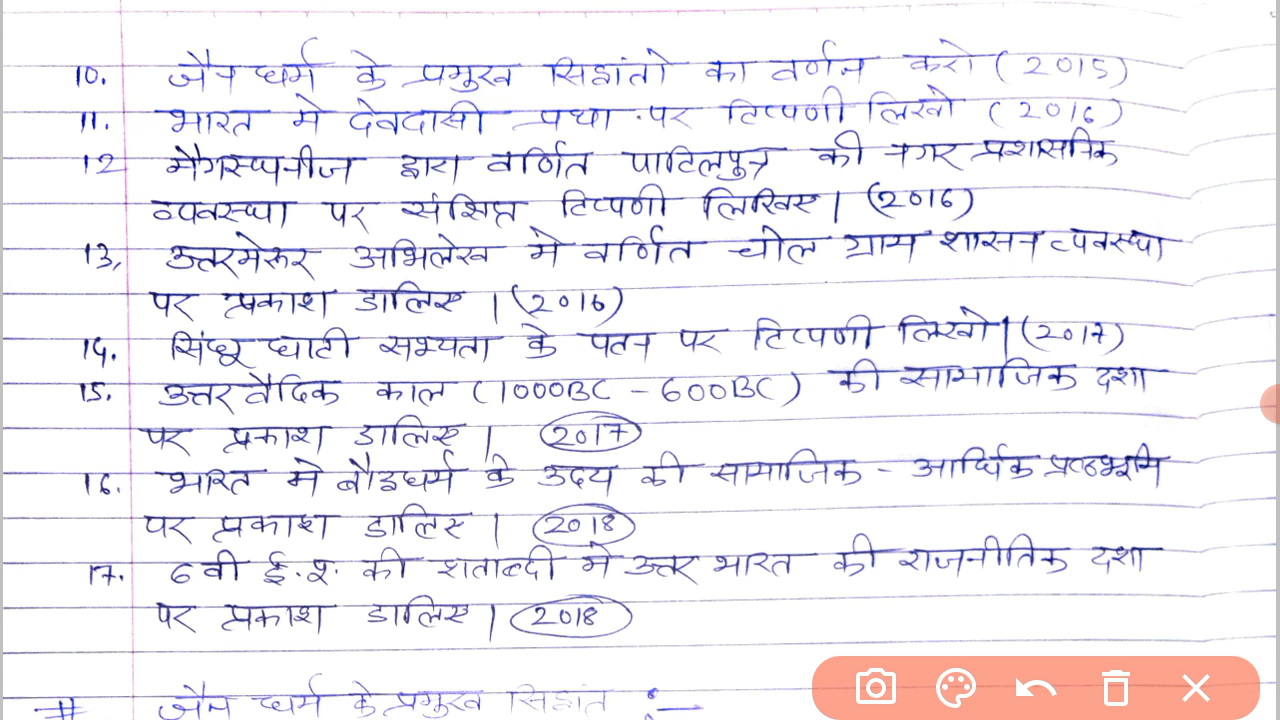 10. जैन धर्म के प्रमुख सिद्धांतो का वर्णन करो (2015)
11. भारत मे देवदासी प्रथा पर टिप्पणी लिखो (2016)
12 मैगस्थनीज द्वारा वर्णित पाटिलपुत्र की नगर प्रशासनिक
व्यवस्था पर संक्षिप्त टिप्पणी लिखिए। (2016)
13, उत्तरमेरूर अभिलेख मे वर्णित चोल ग्राम शासन व्यवस्था
पर प्रकाश डालिए। (2016)
14. सिंधू घाटी सभ्यता के पतन पर टिप्पणी लिखो। (2017)
15. उत्तर वैदिक काल (1000BC - 600BC) की सामाजिक दशा
पर प्रकाश डालिए। 2017
16. भारत मे बौद्धधर्म के उदय की सामाजिक - आर्थिक पृष्ठभूमि
पर प्रकाश डालिए। 2018
17. 6वी ई.पू. की शताब्दी मे उत्तर भारत की राजनीतिक दशा
पर प्रकाश डालिए। 2018
# जैन धर्म के प्रमुख सिद्धांत :-